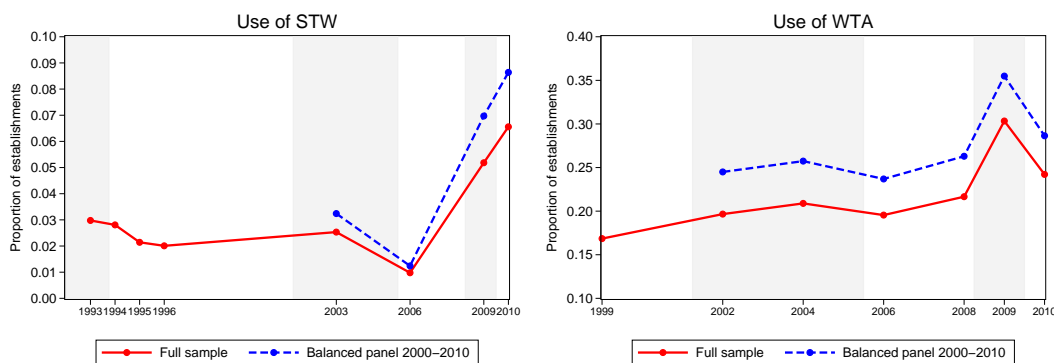 Use of STW
Proportion of establishments
0.10
0.09
0.08
0.07
0.06
0.05
0.04
0.03
0.02
0.01
0.00
1993 1994 1995 1996 2003 2006 2009 2010
Full sample Balanced panel 2000−2010
Use of WTA
Proportion of establishments
0.40
0.35
0.30
0.25
0.20
0.15
0.10
1999 2002 2004 2006 2008 2009 2010
Full sample Balanced panel 2000−2010